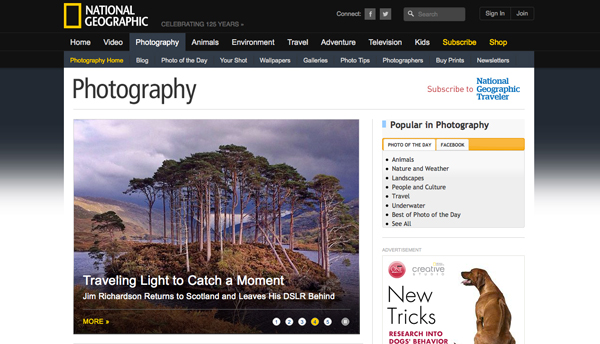 NATIONAL
GEOGRAPHIC
CELEBRATING 125 YEARS »
Connect:
Search
Sign In
Join
Home Video Photography Animals Environment Travel Adventure Television Kids Subscribe Shop
Photography Home Blog Photo of the Day Your Shot Wallpapers Galleries Photo Tips Photographers Buy Prints Newsletters
Photography
Subscribe to
National
Geographic
Traveler
Traveling Light to Catch a Moment
Jim Richardson Returns to Scotland and Leaves His DSLR Behind
MORE »
1 2 3 4 5
Popular in Photography
PHOTO OF THE DAY FACEBOOK
Animals
Nature and Weather
Landscapes
People and Culture
Travel
Underwater
Best of Photo of the Day
See All
ADVERTISEMENT
creative
New
Tricks
RESEARCH INTO
DOGS' BEHAVIOR